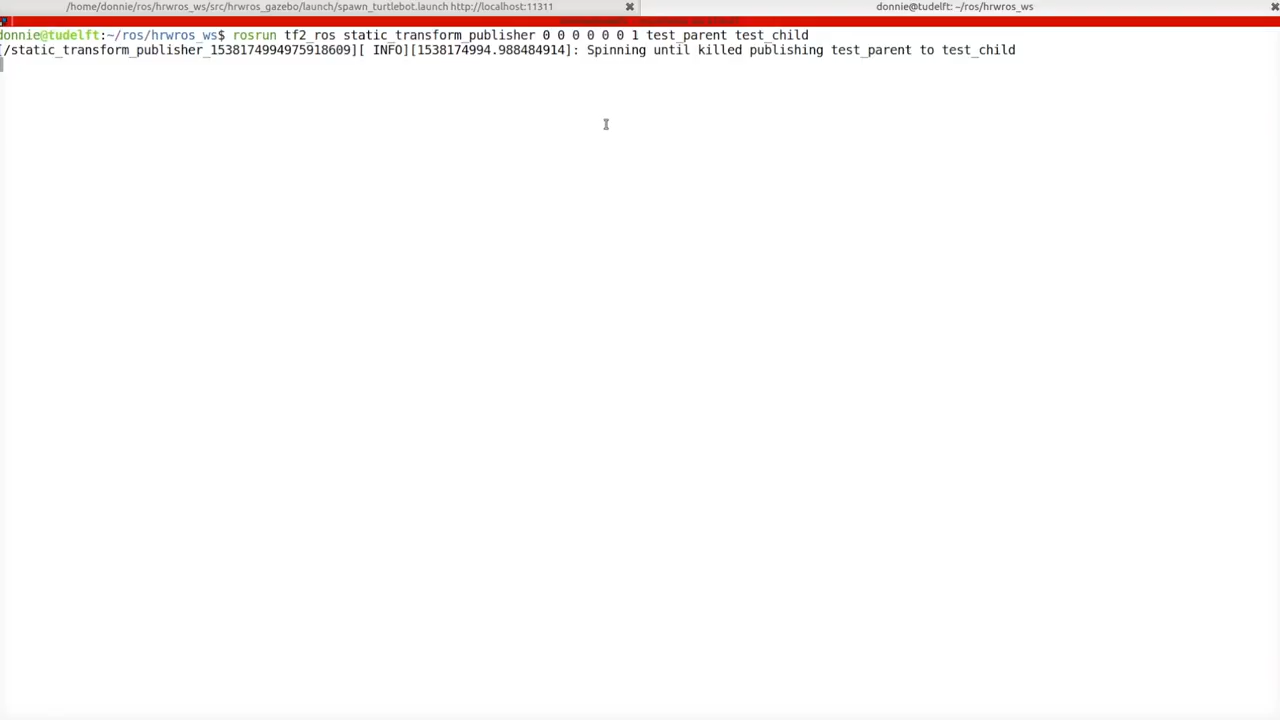 /home/donnie/ros/hrwros_ws/src/hrwros_gazebo/launch/spawn_turtlebot.launch http://localhost:11311
donnie@tudelft: ~/ros/hrwros_ws
donnie@tudelft:~/ros/hrwros_ws$ rosrun tf2_ros static_transform_publisher 0 0 0 0 0 0 1 test_parent test_child
[/static_transform_publisher_1538174994975918609][ INFO][1538174994.988484914]: Spinning until killed publishing test_parent to test_child